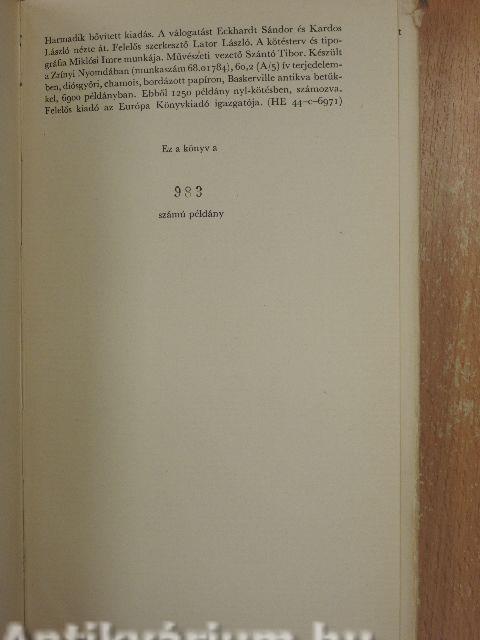 Harmadik bővített kiadás. A válogatást Eckhardt Sándor és Kardos
László nézte át. Felelős szerkesztő Lator László. A kötésterv és tipo-
gráfia Miklósi Imre munkája. Művészeti vezető Szántó Tibor. Készült
a Zrínyi Nyomdában (munkaszám 68.01784), 60,2 (A/5) ív terjedelem-
ben, diósgyőri, chamois, bordázott papíron, Baskerville antikva betűk-
kel, 6900 példányban. Ebből 1250 példány nyl-kötésben, számozva.
Felelős kiadó az Európa Könyvkiadó igazgatója. (HE 44-c-6971)
Ez a könyv a
983
számú példány
Antikvárium.hu